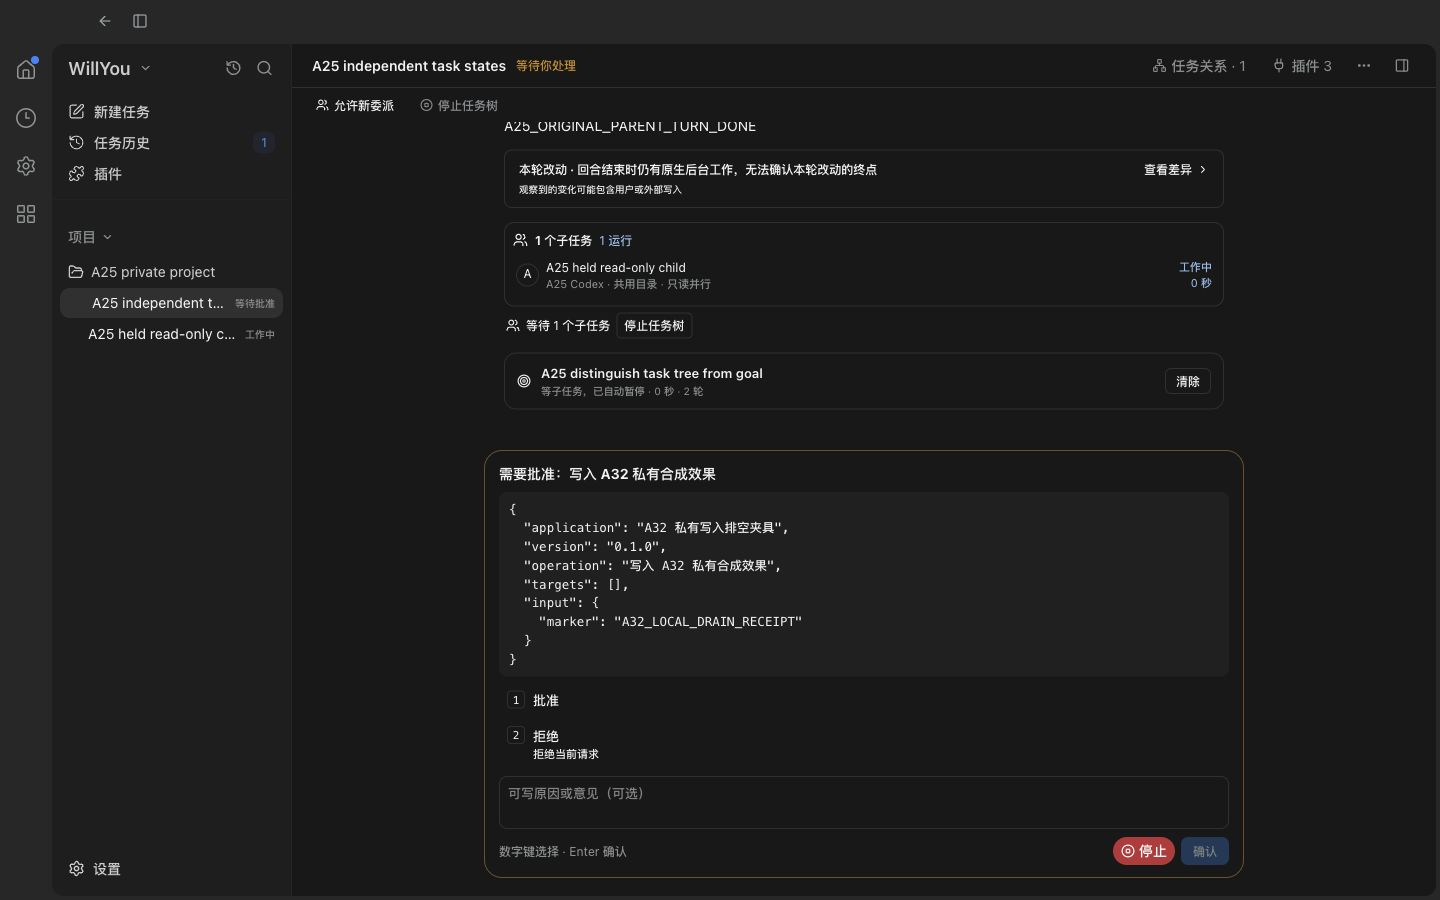 WillYou
新建任务
任务历史 1
插件
项目
A25 private project
A25 independent t... 等待批准
A25 held read-only c... 工作中
设置
A25 independent task states 等待你处理
任务关系 · 1 插件 3
允许新委派 停止任务树
A25_ORIGINAL_PARENT_TURN_DONE
本轮改动 · 回合结束时仍有原生后台工作，无法确认本轮改动的终点 查看差异
观察到的变化可能包含用户或外部写入
1 个子任务 1 运行
A A25 held read-only child 工作中
A25 Codex · 共用目录 · 只读并行 0 秒
等待 1 个子任务 停止任务树
A25 distinguish task tree from goal
等子任务，已自动暂停 · 0 秒 · 2 轮 清除
需要批准：写入 A32 私有合成效果
{
"application": "A32 私有写入排空夹具",
"version": "0.1.0",
"operation": "写入 A32 私有合成效果",
"targets": [],
"input": {
"marker": "A32_LOCAL_DRAIN_RECEIPT"
}
}
1 批准
2 拒绝
拒绝当前请求
可写原因或意见（可选）
数字键选择 · Enter 确认 停止 确认